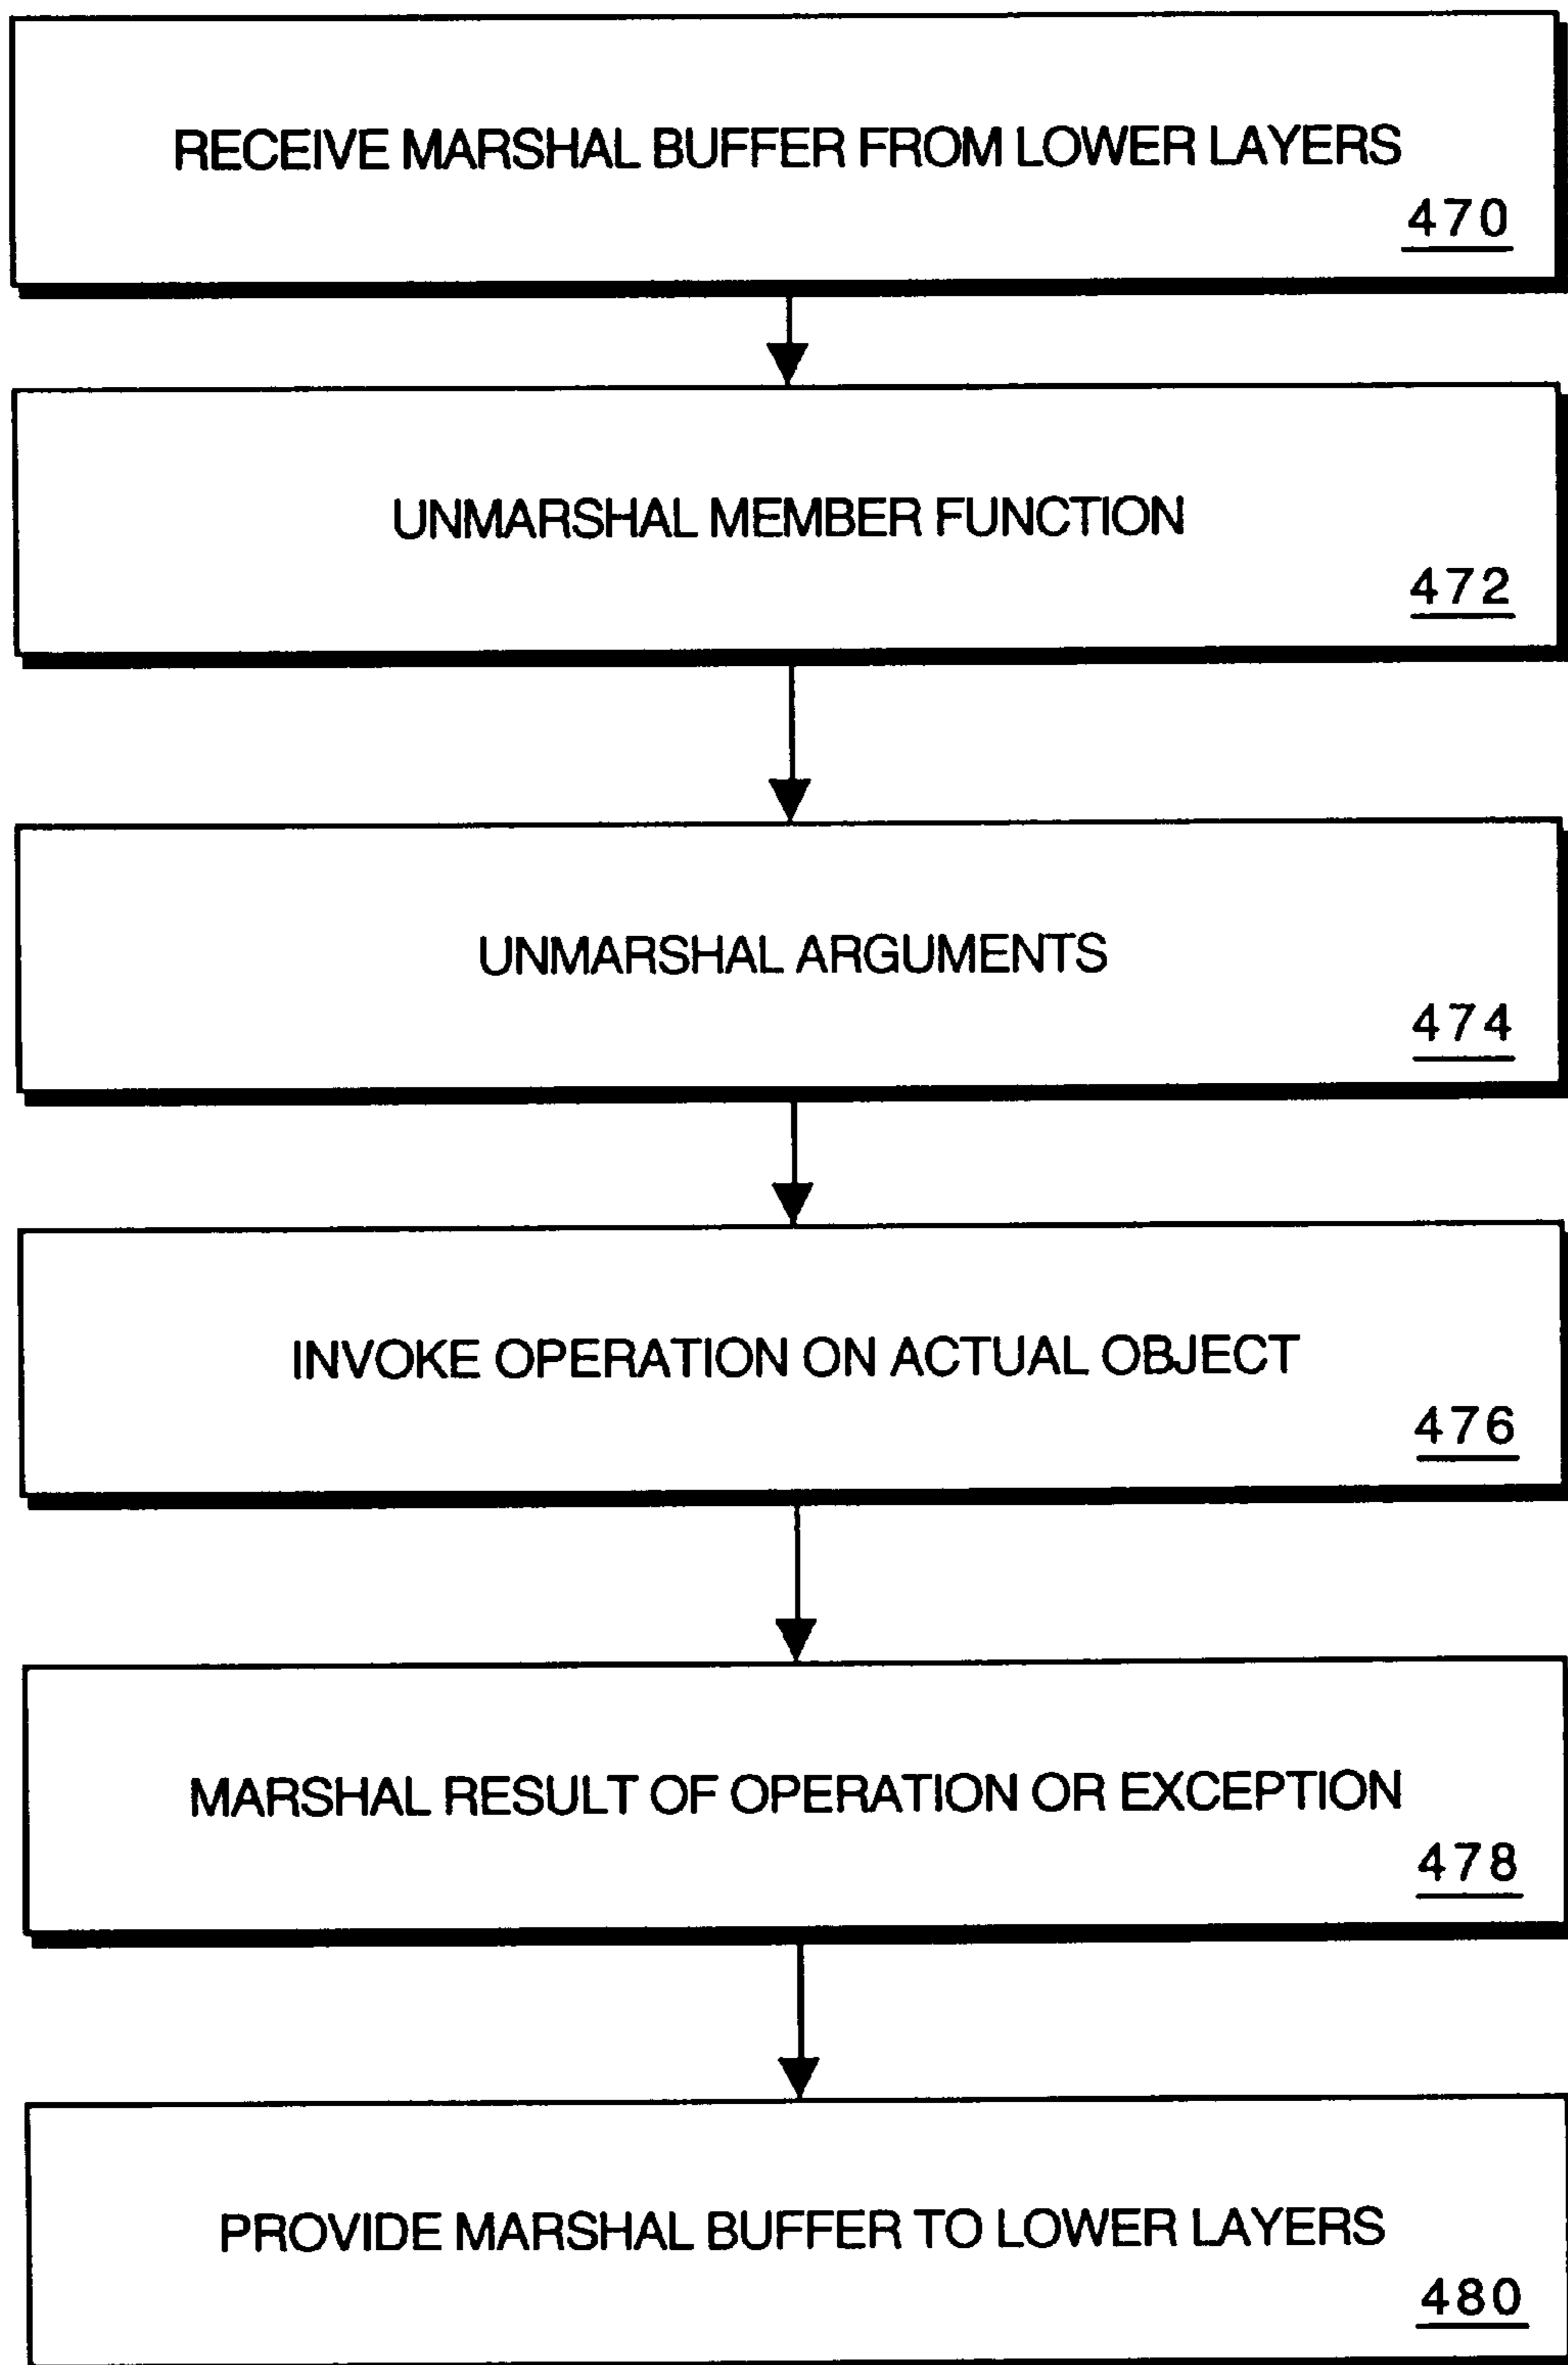 RECEIVE MARSHAL BUFFER FROM LOWER LAYERS
470
UNMARSHAL MEMBER FUNCTION
472
UNMARSHAL ARGUMENTS
474
INVOKE OPERATION ON ACTUAL OBJECT
476
MARSHAL RESULT OF OPERATION OR EXCEPTION
478
PROVIDE MARSHAL BUFFER TO LOWER LAYERS
480